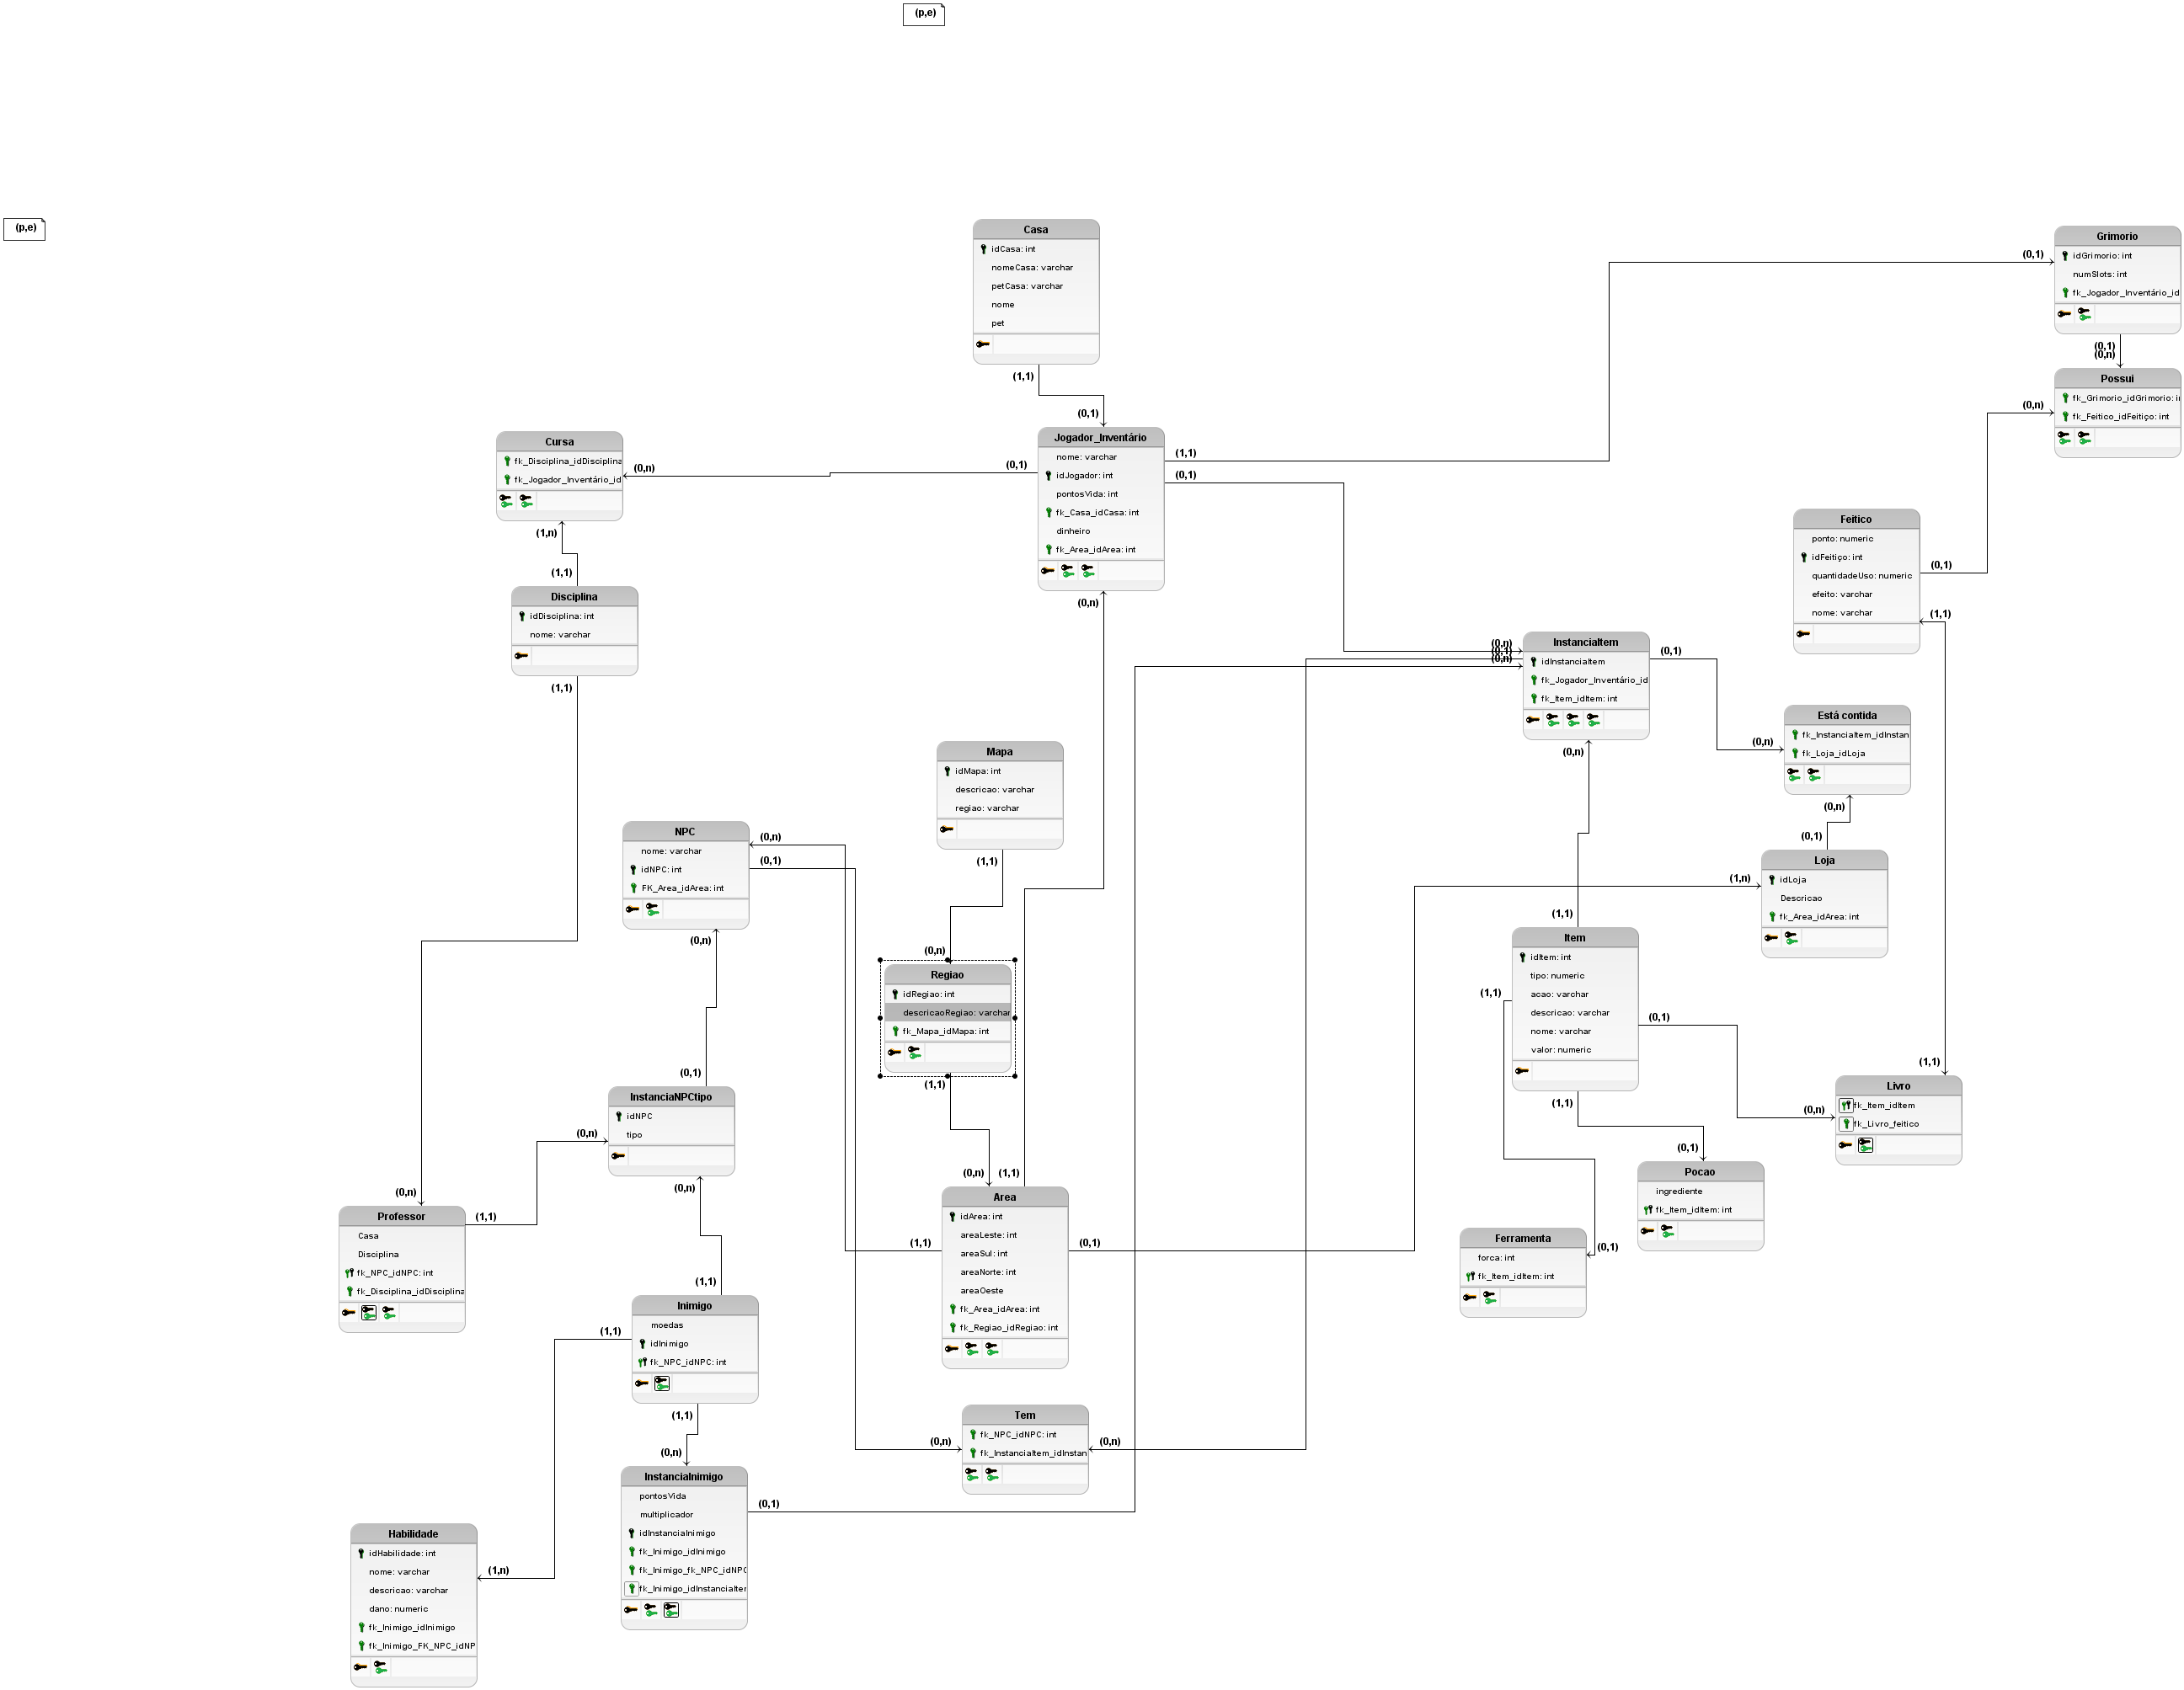 (p,e)
(p,e)
Casa
idCasa: int
nomeCasa: varchar
petCasa: varchar
nome
pet
(1,1)
(0,1)
Grimorio
idGrimorio: int
numSlots: int
fk_Jogador_Inventário_id
(0,1)
(0,1)
(0,n)
Possui
fk_Grimorio_idGrimorio: i
fk_Feitico_idFeitiço: int
(0,n)
Cursa
fk_Disciplina_idDisciplina
fk_Jogador_Inventário_id
(0,n)
(1,n)
Jogador_Inventário
nome: varchar
idJogador: int
pontosVida: int
fk_Casa_idCasa: int
dinheiro
fk_Area_idArea: int
(0,1)
(1,1)
(0,1)
(0,n)
Feitico
ponto: numeric
idFeitiço: int
quantidadeUso: numeric
efeito: varchar
nome: varchar
(0,1)
(1,1)
(1,1)
Disciplina
idDisciplina: int
nome: varchar
(1,1)
InstanciaItem
idInstanciaItem
fk_Jogador_Inventário_id
fk_Item_idItem: int
(0,n)
(0,1)
(0,n)
(0,1)
(0,n)
Está contida
fk_InstanciaItem_idInstan
fk_Loja_idLoja
(0,n)
(0,n)
(0,1)
Mapa
idMapa: int
descricao: varchar
regiao: varchar
(1,1)
NPC
nome: varchar
idNPC: int
FK_Area_idArea: int
(0,n)
(0,1)
(0,n)
Loja
idLoja
Descricao
fk_Area_idArea: int
(1,n)
(1,1)
Item
idItem: int
tipo: numeric
acao: varchar
descricao: varchar
nome: varchar
valor: numeric
(1,1)
(0,1)
(1,1)
(0,n)
Regiao
idRegiao: int
descricaoRegiao: varchar
fk_Mapa_idMapa: int
(1,1)
(0,1)
InstanciaNPCtipo
idNPC
tipo
(0,n)
(0,n)
(1,1)
Livro
fk_Item_idItem
fk_Livro_feitico
(0,n)
(0,1)
Pocao
ingrediente
fk_Item_idItem: int
(0,n)
(1,1)
Area
idArea: int
areaLeste: int
areaSul: int
areaNorte: int
areaOeste
fk_Area_idArea: int
fk_Regiao_idRegiao: int
(1,1)
(0,1)
(0,n)
Professor
Casa
Disciplina
fk_NPC_idNPC: int
fk_Disciplina_idDisciplina
(1,1)
Ferramenta
forca: int
fk_Item_idItem: int
(0,1)
(1,1)
Inimigo
moedas
idInimigo
fk_NPC_idNPC: int
(1,1)
(1,1)
(0,n)
Tem
fk_NPC_idNPC: int
fk_InstanciaItem_idInstan
(0,n)
(0,n)
InstanciaInimigo
pontosVida
multiplicador
idInstanciaInimigo
fk_Inimigo_idInimigo
fk_Inimigo_fk_NPC_idNPC
fk_Inimigo_idInstanciaIter
(0,1)
Habilidade
idHabilidade: int
nome: varchar
descricao: varchar
dano: numeric
fk_Inimigo_idInimigo
fk_Inimigo_FK_NPC_idNP
(1,n)